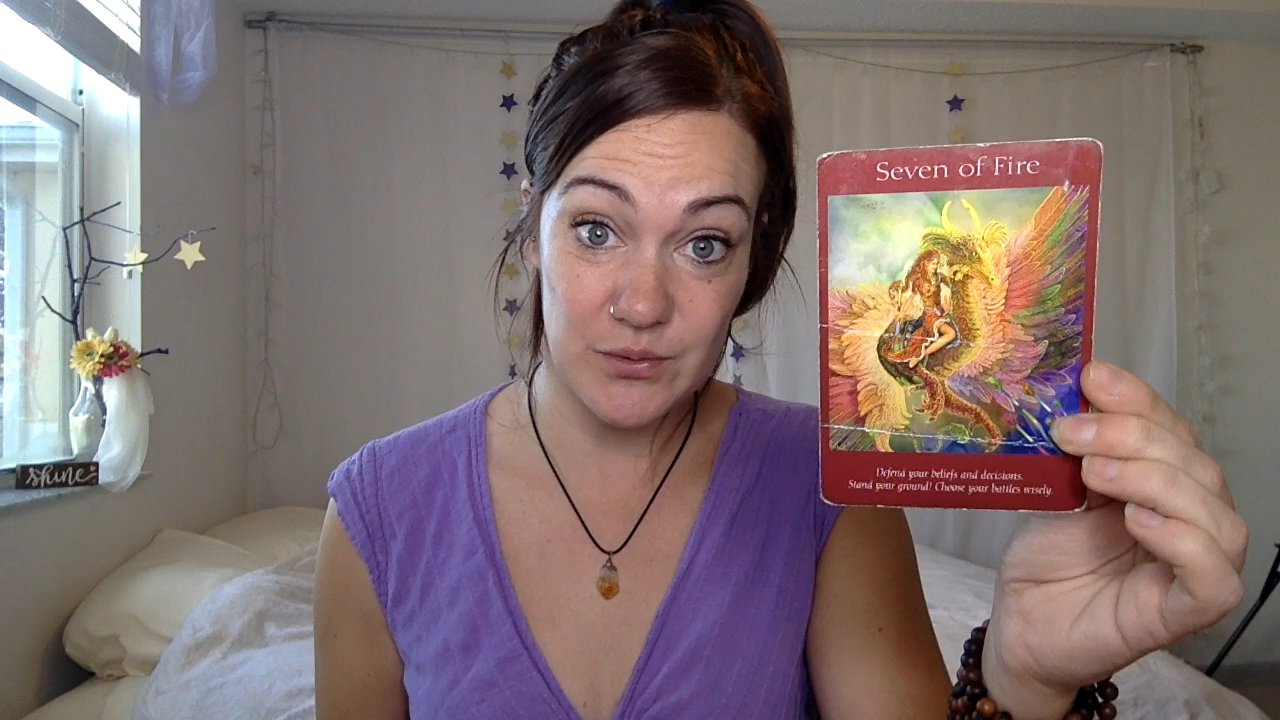 Seven of Fire
Defend your beliefs and decisions.
Stand your ground! Choose your battles wisely.
shine